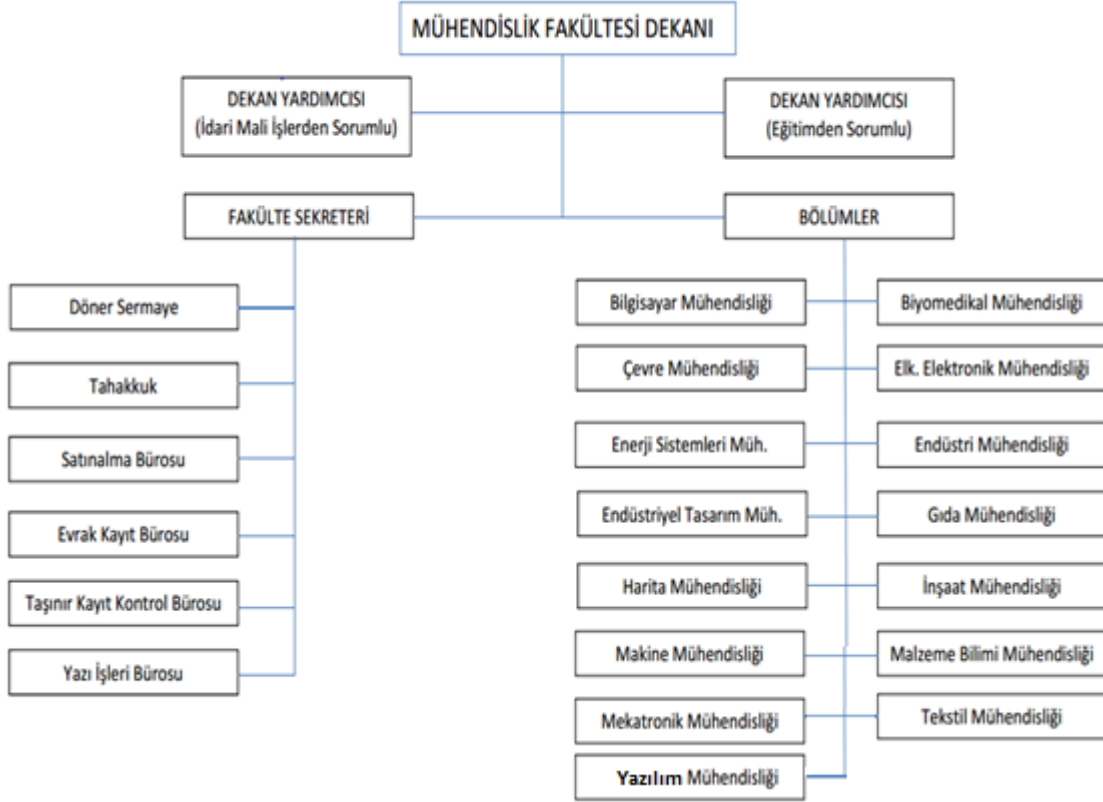 MÜHENDİSLİK FAKÜLTESİ DEKANI
DEKAN YARDIMCISI
(İdari Mali İşlerden Sorumlu)
DEKAN YARDIMCISI
(Eğitimden Sorumlu)
FAKÜLTE SEKRETERİ
BÖLÜMLER
Döner Sermaye
Tahakkuk
Satınalma Bürosu
Evrak Kayıt Bürosu
Taşınır Kayıt Kontrol Bürosu
Yazı İşleri Bürosu
Bilgisayar Mühendisliği
Biyomedikal Mühendisliği
Çevre Mühendisliği
Elk. Elektronik Mühendisliği
Enerji Sistemleri Müh.
Endüstri Mühendisliği
Endüstriyel Tasarım Müh.
Gıda Mühendisliği
Harita Mühendisliği
İnşaat Mühendisliği
Makine Mühendisliği
Malzeme Bilimi Mühendisliği
Mekatronik Mühendisliği
Tekstil Mühendisliği
Yazılım Mühendisliği